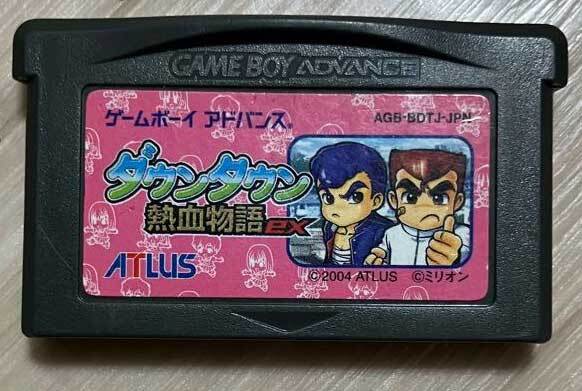 GAME BOY ADVANCE
ゲームボーイ アドバンス
AGB-BDTJ-JPN
ダウンタウン
熱血物語ex
ATLUS
©2004 ATLUS ©ミリオン